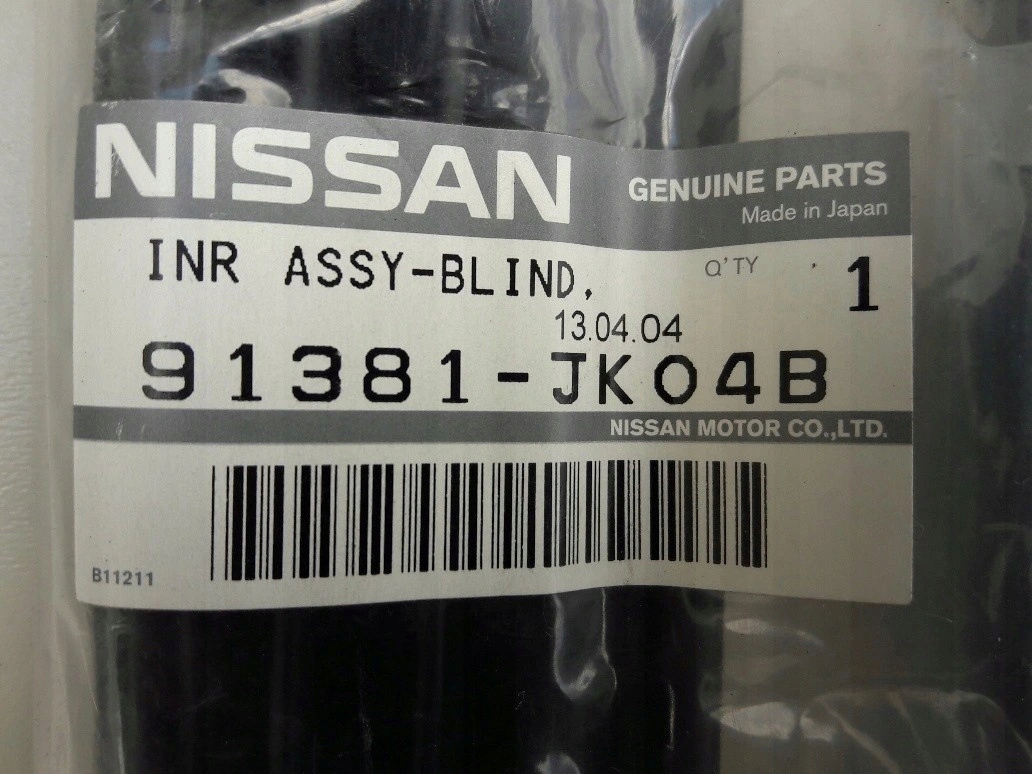 NISSAN
GENUINE PARTS
Made in Japan
INR ASSY-BLIND,
Q'TY 1
13.04.04
91381-JK04B
NISSAN MOTOR CO.,LTD.
B11211